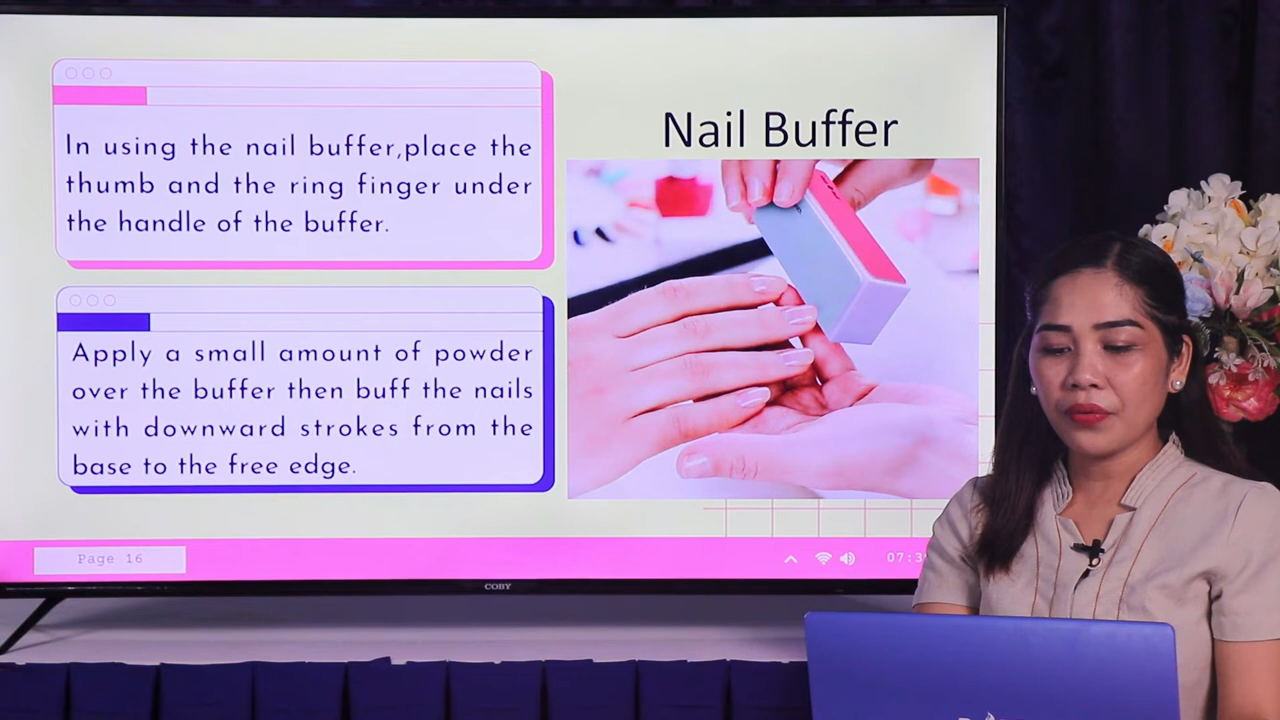 In using the nail buffer,place the
thumb and the ring finger under
the handle of the buffer.
Nail Buffer
Apply a small amount of powder
over the buffer then buff the nails
with downward strokes from the
base to the free edge.
Page 16
COBY